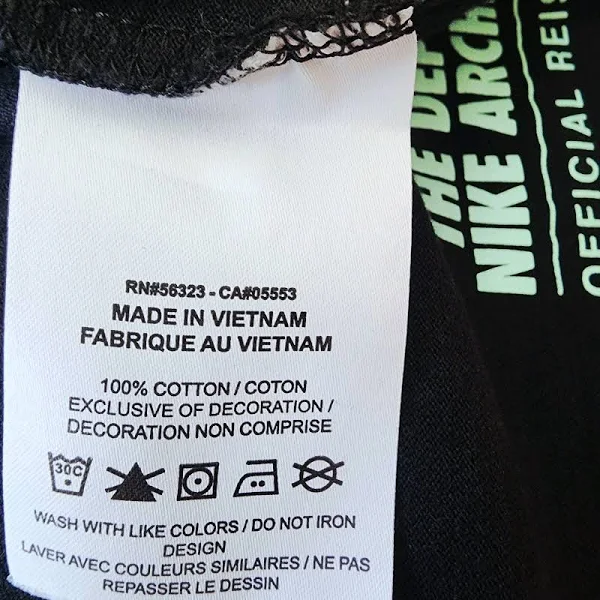 RN#56323 - CA#05553
MADE IN VIETNAM
FABRIQUE AU VIETNAM
100% COTTON / COTON
EXCLUSIVE OF DECORATION /
DECORATION NON COMPRISE
30C
WASH WITH LIKE COLORS / DO NOT IRON
DESIGN
LAVER AVEC COULEURS SIMILAIRES / NE PAS
REPASSER LE DESSIN
THE
NIKE
OFFICIAL